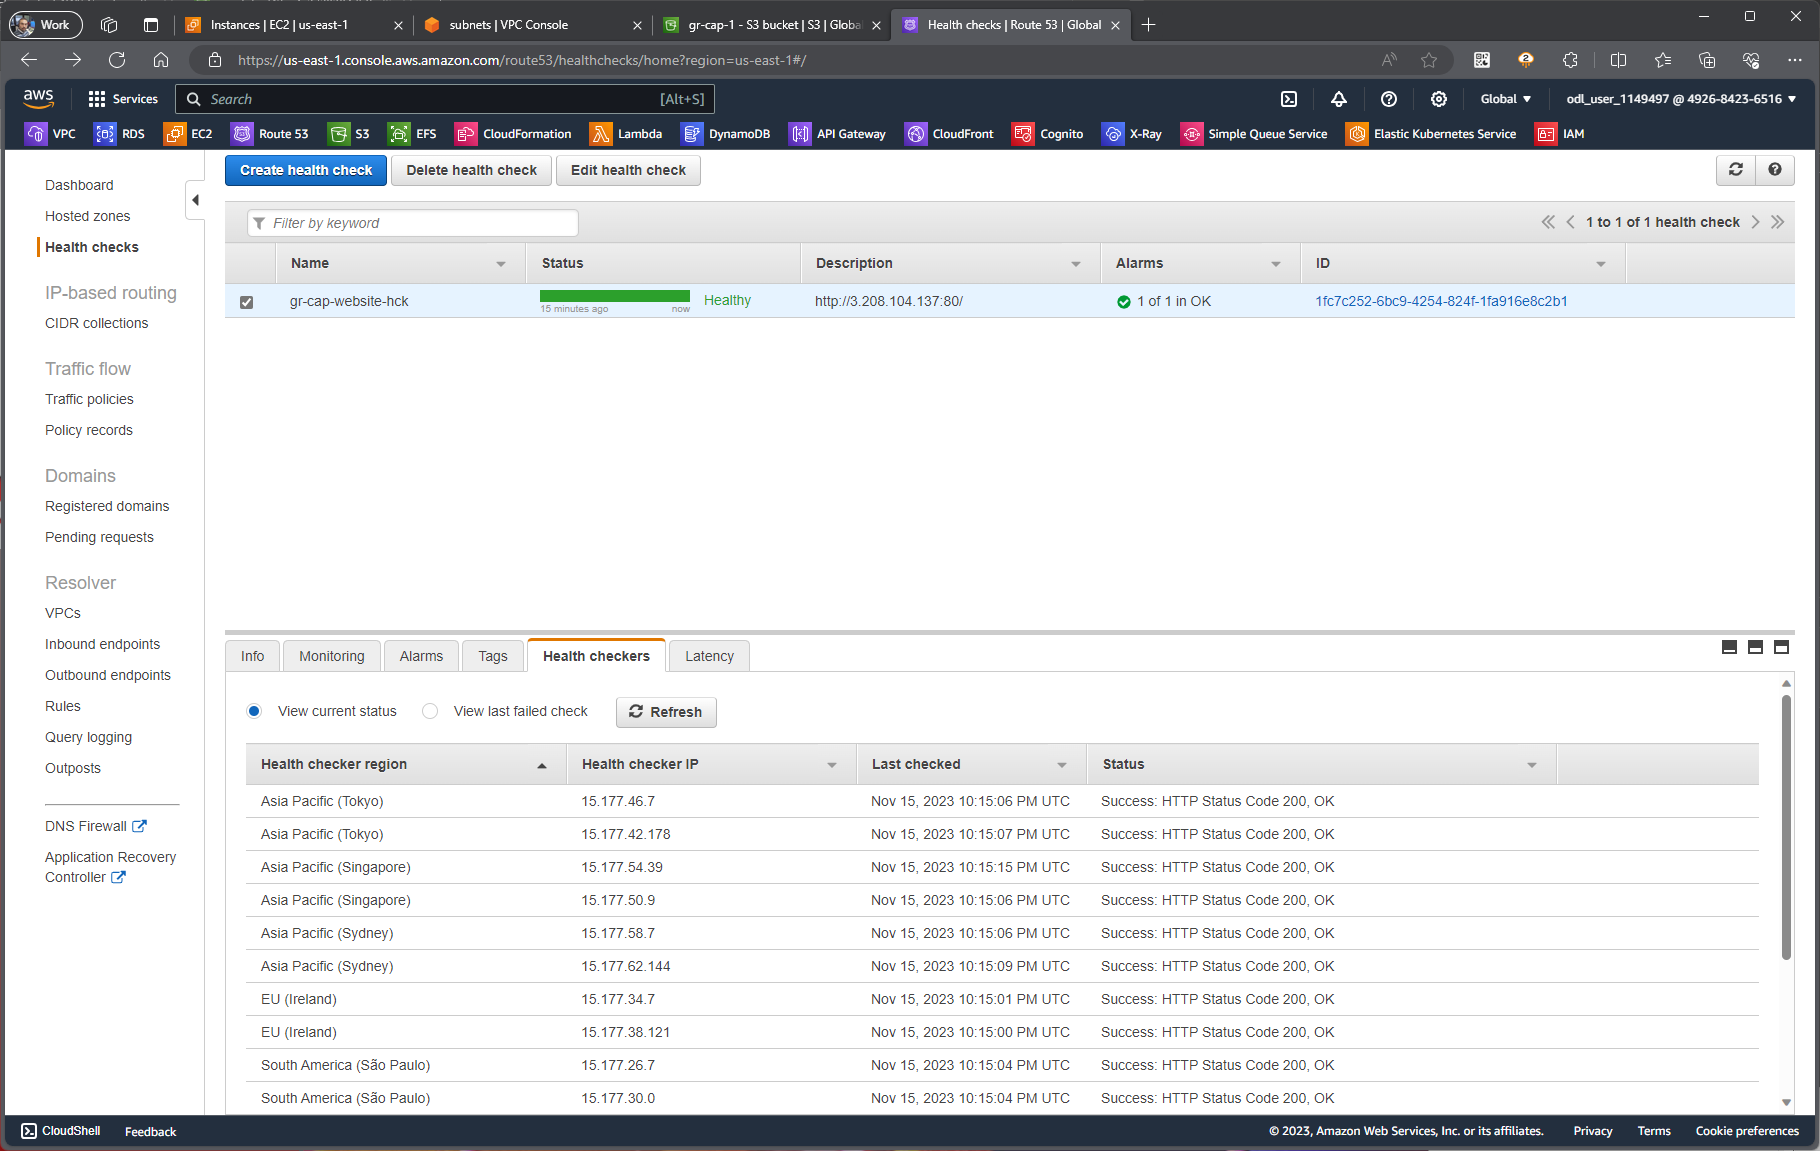 Work
Instances | EC2 | us-east-1
subnets | VPC Console
gr-cap-1 - S3 bucket | S3 | Global
Health checks | Route 53 | Global
https://us-east-1.console.aws.amazon.com/route53/healthchecks/home?region=us-east-1#/
aws Services Search [Alt+S] Global odl_user_1149497 @ 4926-8423-6516
VPC RDS EC2 Route 53 S3 EFS CloudFormation Lambda DynamoDB API Gateway CloudFront Cognito X-Ray Simple Queue Service Elastic Kubernetes Service IAM
Dashboard
Hosted zones
Health checks
IP-based routing
CIDR collections
Traffic flow
Traffic policies
Policy records
Domains
Registered domains
Pending requests
Resolver
VPCs
Inbound endpoints
Outbound endpoints
Rules
Query logging
Outposts
DNS Firewall
Application Recovery
Controller
Create health check Delete health check Edit health check
Filter by keyword
1 to 1 of 1 health check
Name Status Description Alarms ID
gr-cap-website-hck Healthy http://3.208.104.137:80/ 1 of 1 in OK 1fc7c252-6bc9-4254-824f-1fa916e8c2b1
15 minutes ago now
Info Monitoring Alarms Tags Health checkers Latency
View current status View last failed check Refresh
Health checker region Health checker IP Last checked Status
Asia Pacific (Tokyo) 15.177.46.7 Nov 15, 2023 10:15:06 PM UTC Success: HTTP Status Code 200, OK
Asia Pacific (Tokyo) 15.177.42.178 Nov 15, 2023 10:15:07 PM UTC Success: HTTP Status Code 200, OK
Asia Pacific (Singapore) 15.177.54.39 Nov 15, 2023 10:15:15 PM UTC Success: HTTP Status Code 200, OK
Asia Pacific (Singapore) 15.177.50.9 Nov 15, 2023 10:15:06 PM UTC Success: HTTP Status Code 200, OK
Asia Pacific (Sydney) 15.177.58.7 Nov 15, 2023 10:15:06 PM UTC Success: HTTP Status Code 200, OK
Asia Pacific (Sydney) 15.177.62.144 Nov 15, 2023 10:15:09 PM UTC Success: HTTP Status Code 200, OK
EU (Ireland) 15.177.34.7 Nov 15, 2023 10:15:01 PM UTC Success: HTTP Status Code 200, OK
EU (Ireland) 15.177.38.121 Nov 15, 2023 10:15:00 PM UTC Success: HTTP Status Code 200, OK
South America (São Paulo) 15.177.26.7 Nov 15, 2023 10:15:04 PM UTC Success: HTTP Status Code 200, OK
South America (São Paulo) 15.177.30.0 Nov 15, 2023 10:15:04 PM UTC Success: HTTP Status Code 200, OK
CloudShell Feedback © 2023, Amazon Web Services, Inc. or its affiliates. Privacy Terms Cookie preferences